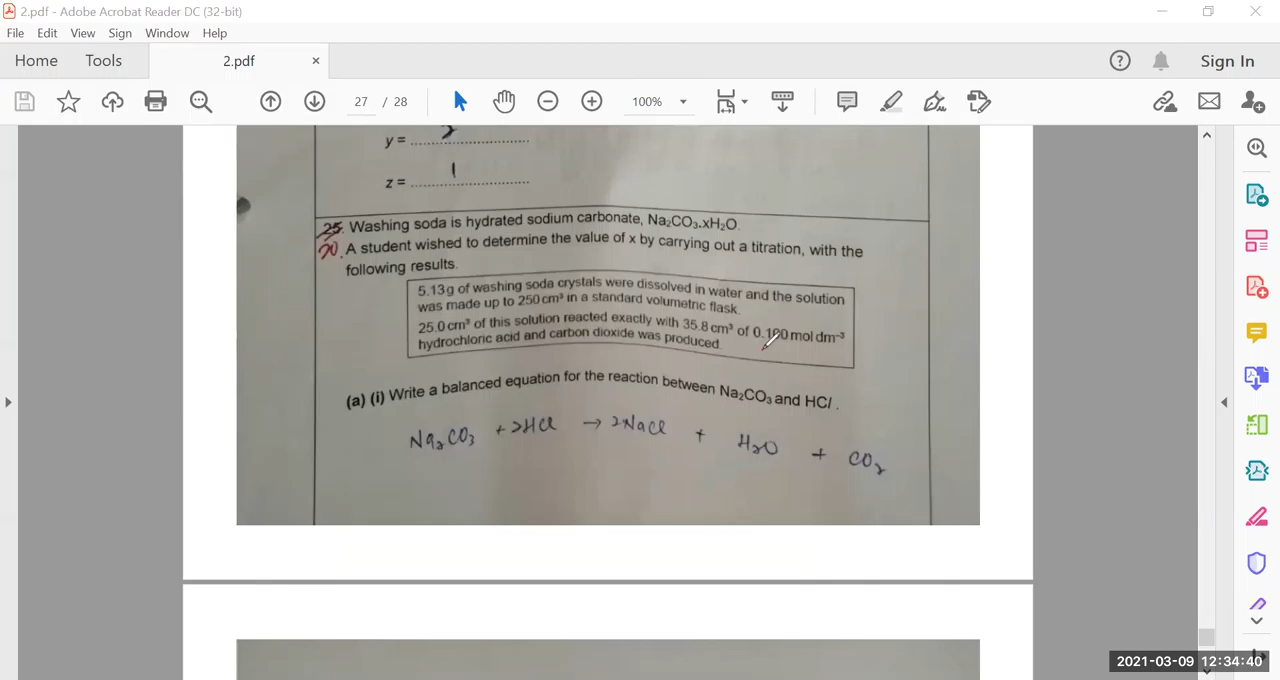 2.pdf - Adobe Acrobat Reader DC (32-bit)
File Edit View Sign Window Help
Home Tools 2.pdf × Sign In
27 / 28 100%
y = ........................
z = 1
25. Washing soda is hydrated sodium carbonate, Na₂CO₃.xH₂O.
20. A student wished to determine the value of x by carrying out a titration, with the
following results.
5.13 g of washing soda crystals were dissolved in water and the solution
was made up to 250 cm³ in a standard volumetric flask.
25.0 cm³ of this solution reacted exactly with 35.8 cm³ of 0.100 mol dm⁻³
hydrochloric acid and carbon dioxide was produced.
(a) (i) Write a balanced equation for the reaction between Na₂CO₃ and HCl .
Na₂CO₃ + 2HCl → 2NaCl + H₂O + CO₂
2021-03-09 12:34:40